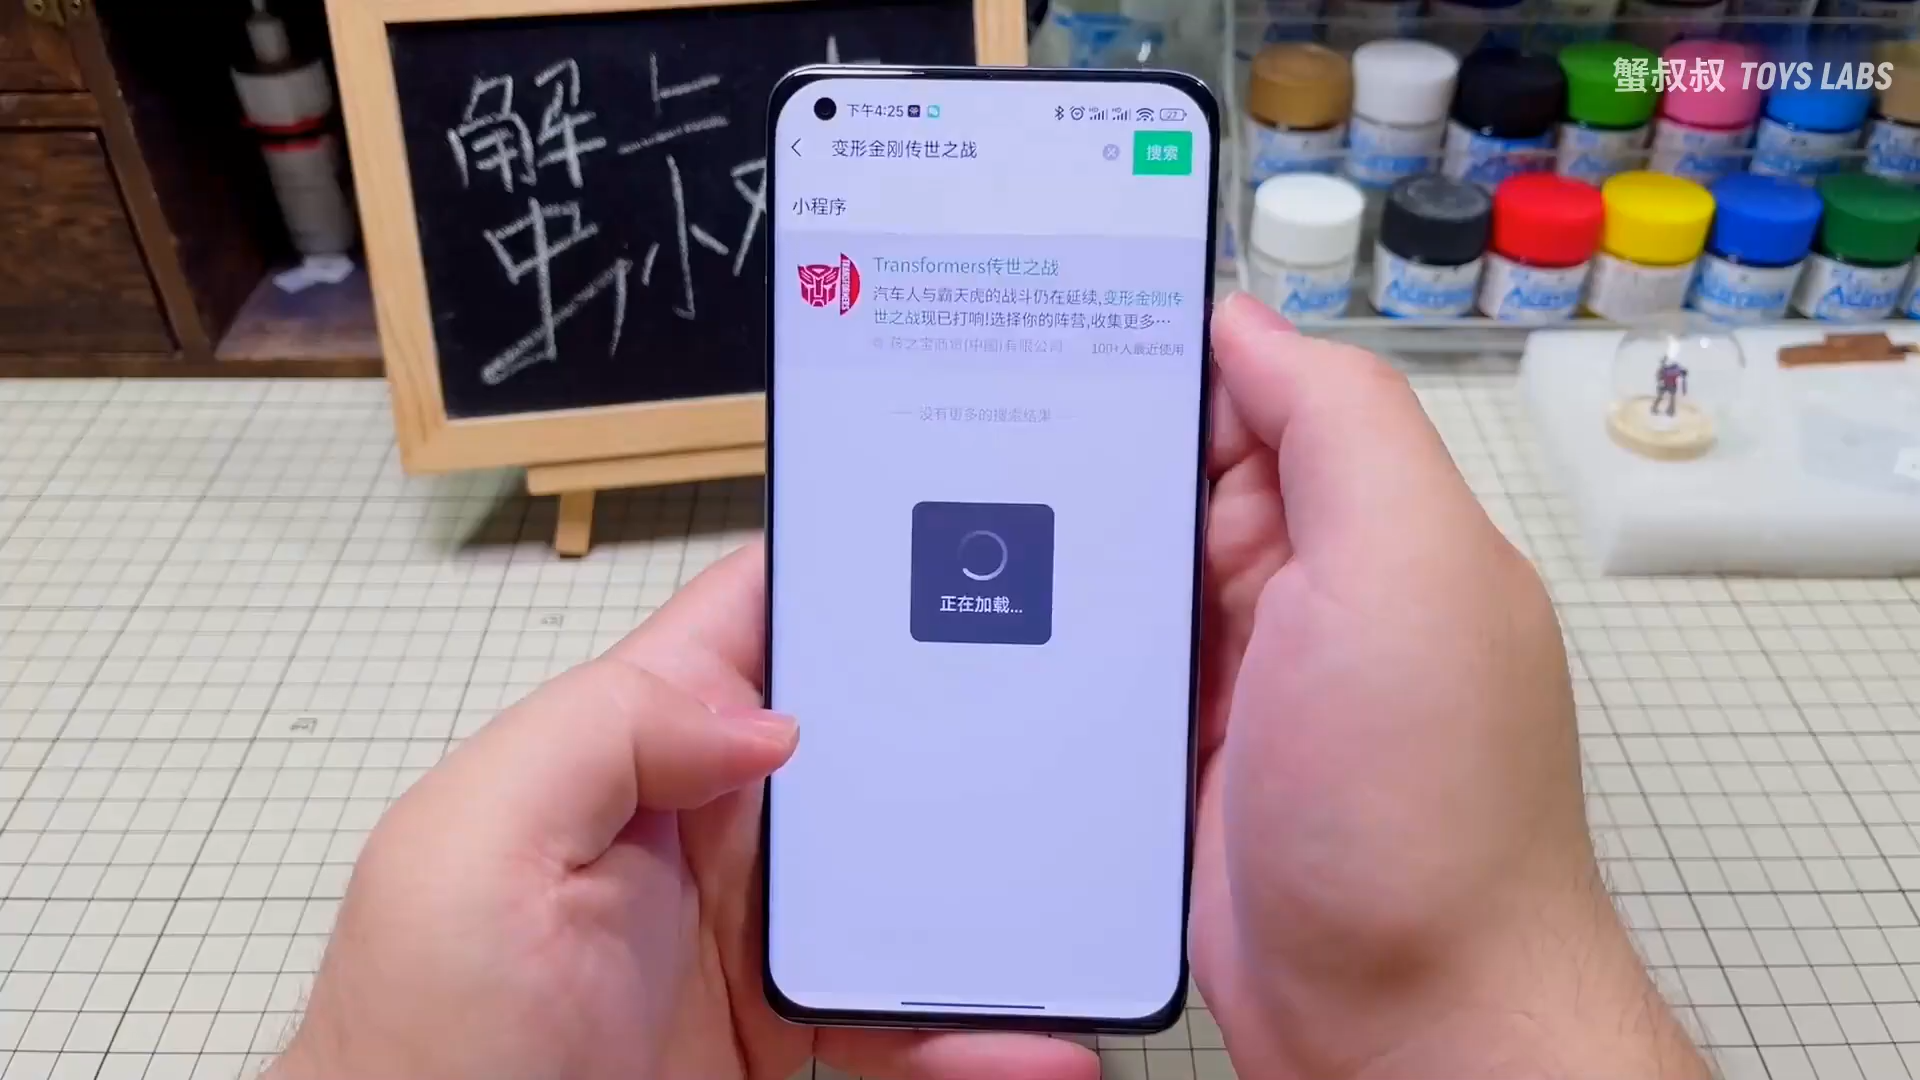 蟹叔叔 TOYS LABS
解
虫
小
下午4:25
27
变形金刚传世之战
搜索
小程序
Transformers传世之战
汽车人与霸天虎的战斗仍在延续,变形金刚传
世之战现已打响!选择你的阵营,收集更多…
孩之宝商贸(中国)有限公司
100+人最近使用
没有更多的搜索结果
正在加载...
TRANSFORMERS